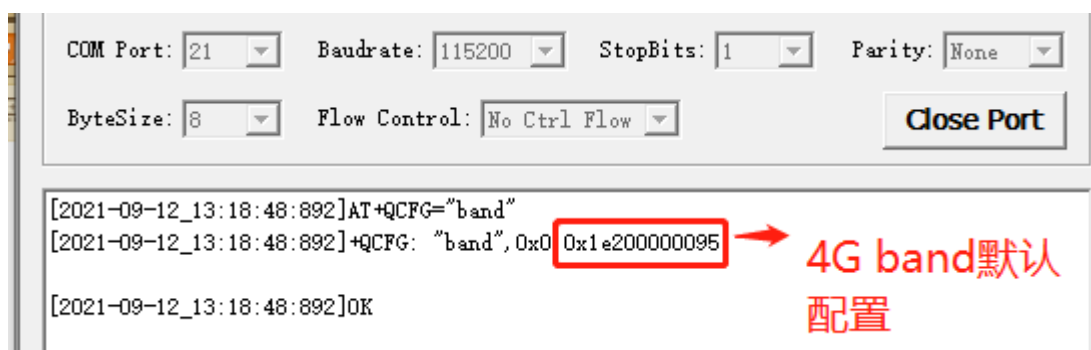 COM Port: 21 Baudrate: 115200 StopBits: 1 Parity: None
ByteSize: 8 Flow Control: No Ctrl Flow Close Port
[2021-09-12_13:18:48:892]AT+QCFG="band"
[2021-09-12_13:18:48:892]+QCFG: "band",0x0 0x1e200000095
4G band默认
配置
[2021-09-12_13:18:48:892]OK